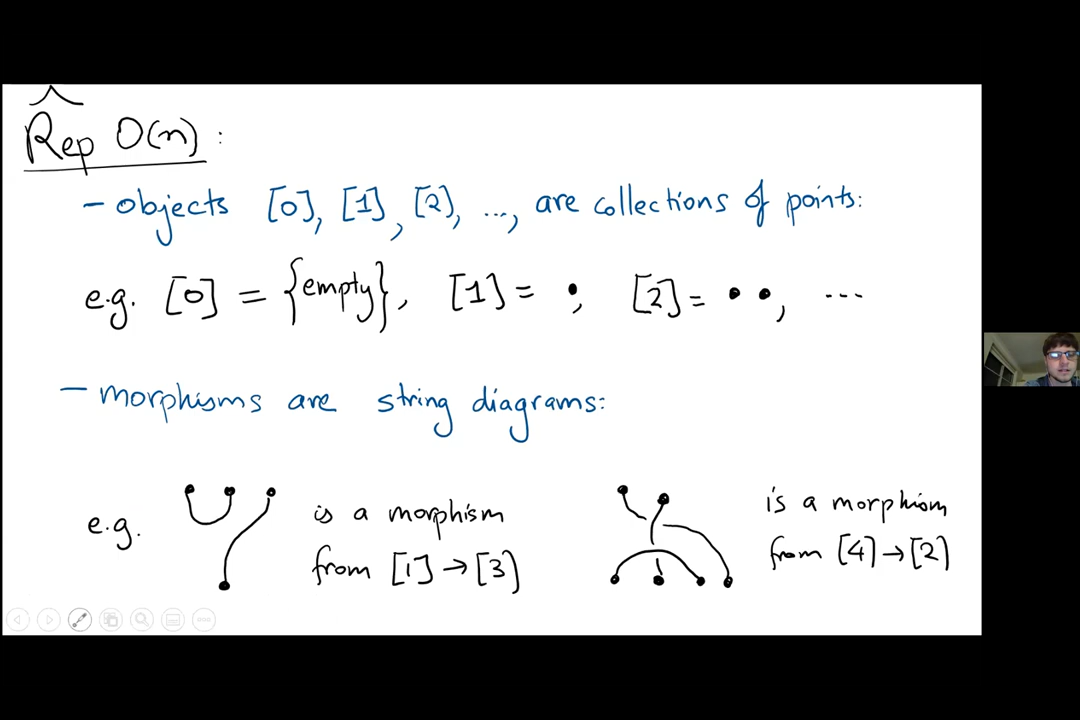 R̂ep O(n) :
- objects [0], [1], [2], ..., are collections of points:
e.g. [0] = {empty}, [1] = •, [2] = • •, ...
- morphisms are string diagrams:
e.g.
is a morphism
from [1] → [3]
is a morphism
from [4] → [2]